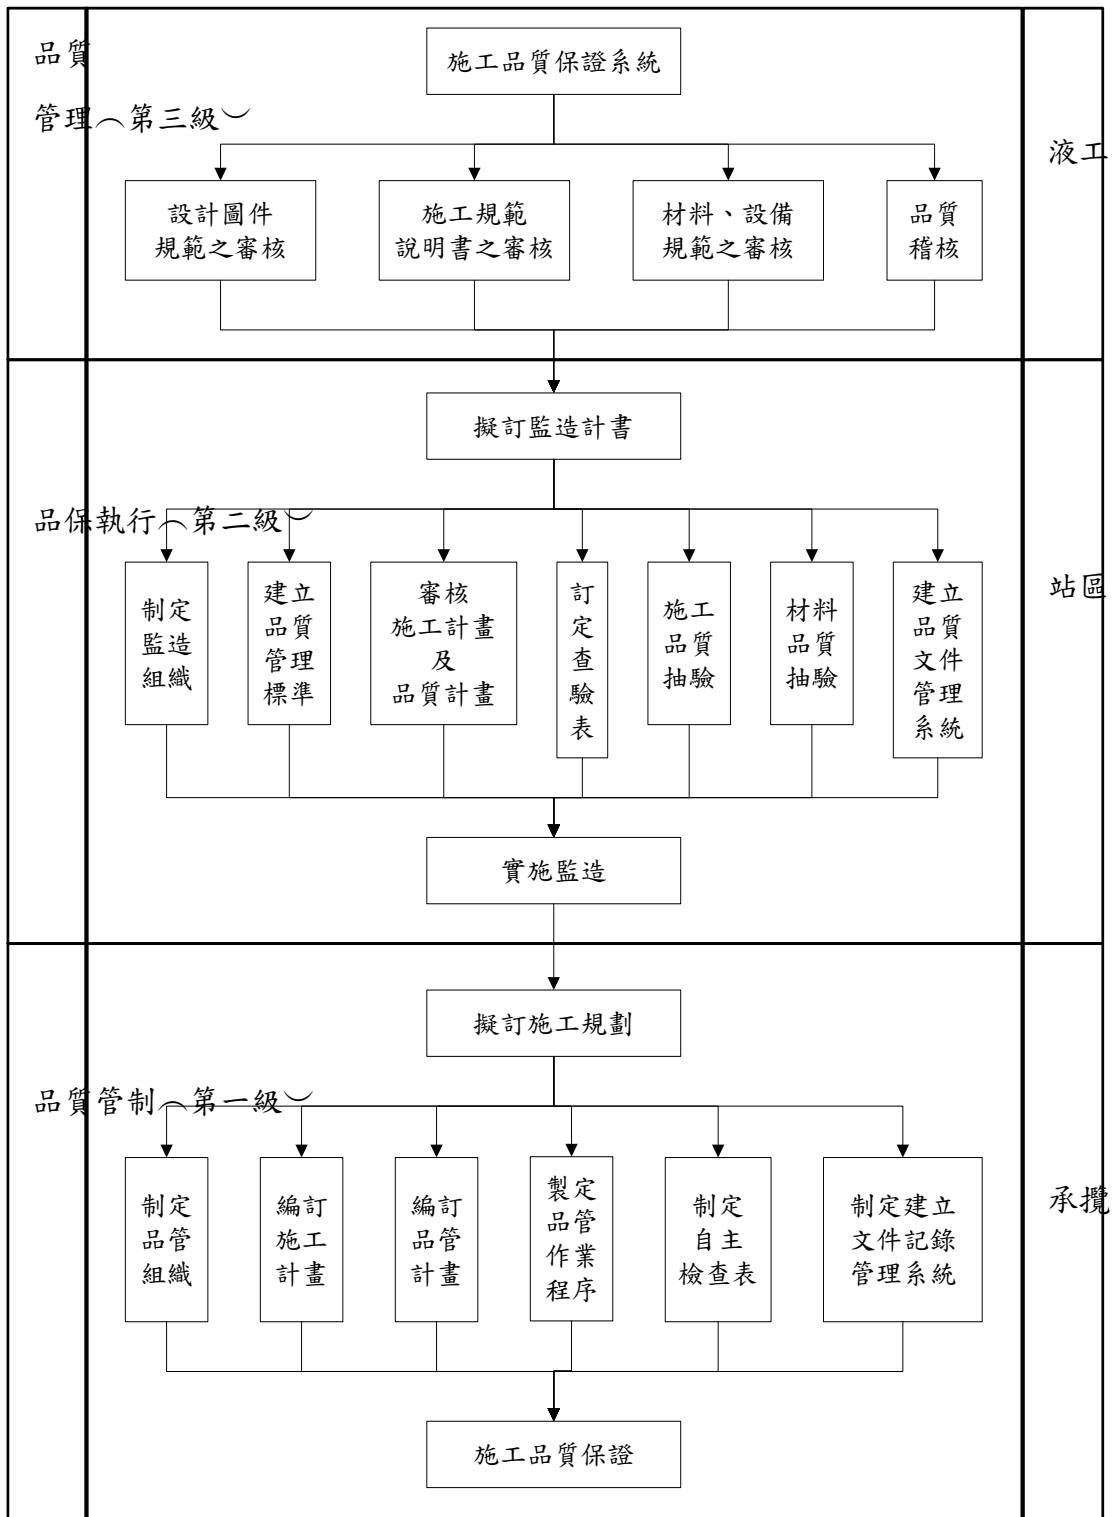 品質
管理（第三級）
施工品質保證系統
液工
設計圖件
規範之審核
施工規範
說明書之審核
材料、設備
規範之審核
品質
稽核
擬訂監造計書
品保執行（第二級）
站區
制定
監造
組織
建立
品質
管理
標準
審核
施工計畫
及
品質計畫
訂
定
查
驗
表
施工
品質
抽驗
材料
品質
抽驗
建立
品質
文件
管理
系統
實施監造
擬訂施工規劃
品質管制（第一級）
承攬
制定
品管
組織
編訂
施工
計畫
編訂
品管
計畫
製定
品管
作業
程序
制定
自主
檢查表
制定建立
文件記錄
管理系統
施工品質保證